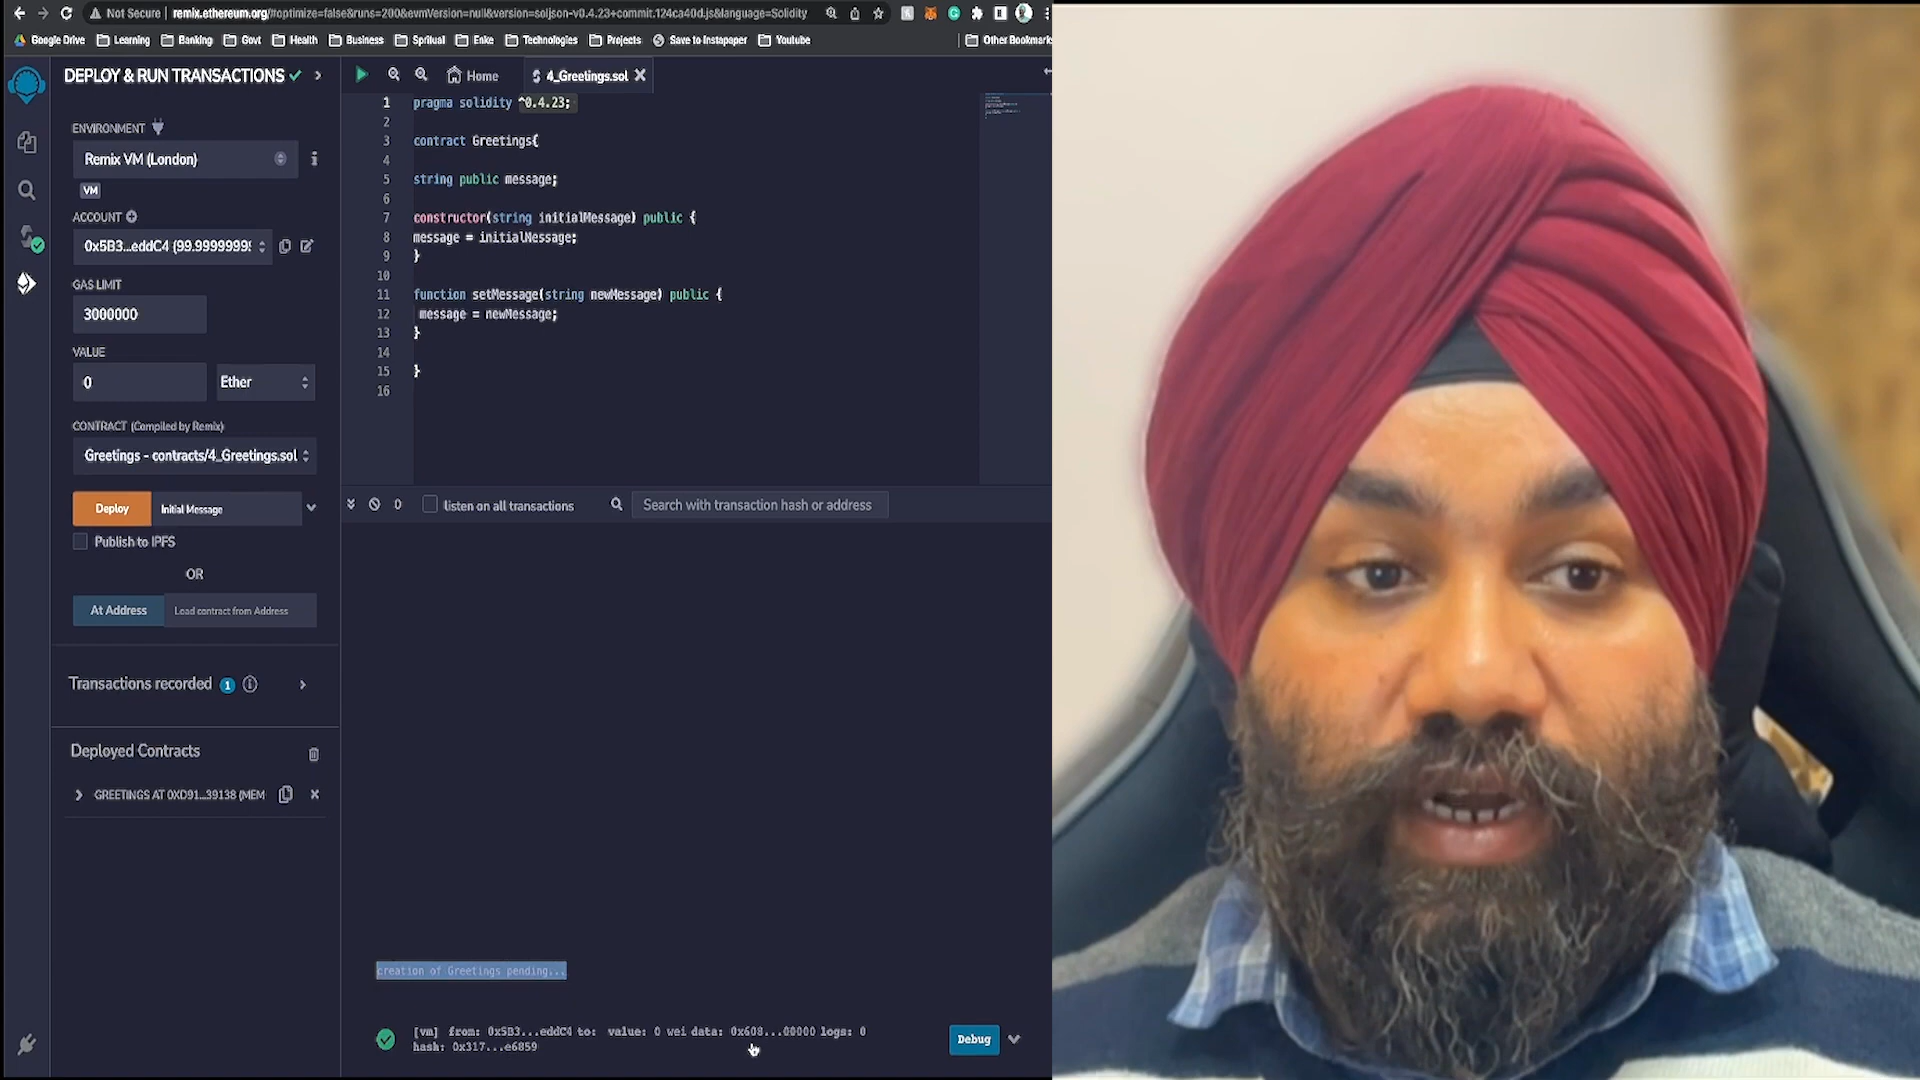 Not Secure remix.ethereum.org/#optimize=false&runs=200&evmVersion=null&version=soljson-v0.4.23+commit.124ca40d.js&language=Solidity
Google Drive Learning Banking Govt Health Business Spritual Enke Technologies Projects Save to Instapaper Youtube Other Bookmarks
DEPLOY & RUN TRANSACTIONS
Home
4_Greetings.sol
ENVIRONMENT
Remix VM (London)
VM
ACCOUNT
0x5B3...eddC4 (99.9999999
GAS LIMIT
3000000
VALUE
0
Ether
CONTRACT (Compiled by Remix)
Greetings - contracts/4_Greetings.sol
Deploy Initial Message
Publish to IPFS
OR
At Address Load contract from Address
Transactions recorded 1
Deployed Contracts
GREETINGS AT 0XD91...39138 (MEM
1 pragma solidity ^0.4.23;
2
3 contract Greetings{
4
5 string public message;
6
7 constructor(string initialMessage) public {
8 message = initialMessage;
9 }
10
11 function setMessage(string newMessage) public {
12 message = newMessage;
13 }
14
15 }
16
0 listen on all transactions Search with transaction hash or address
creation of Greetings pending...
[vm] from: 0x5B3...eddC4 to: value: 0 wei data: 0x608...00000 logs: 0
hash: 0x317...e6859
Debug